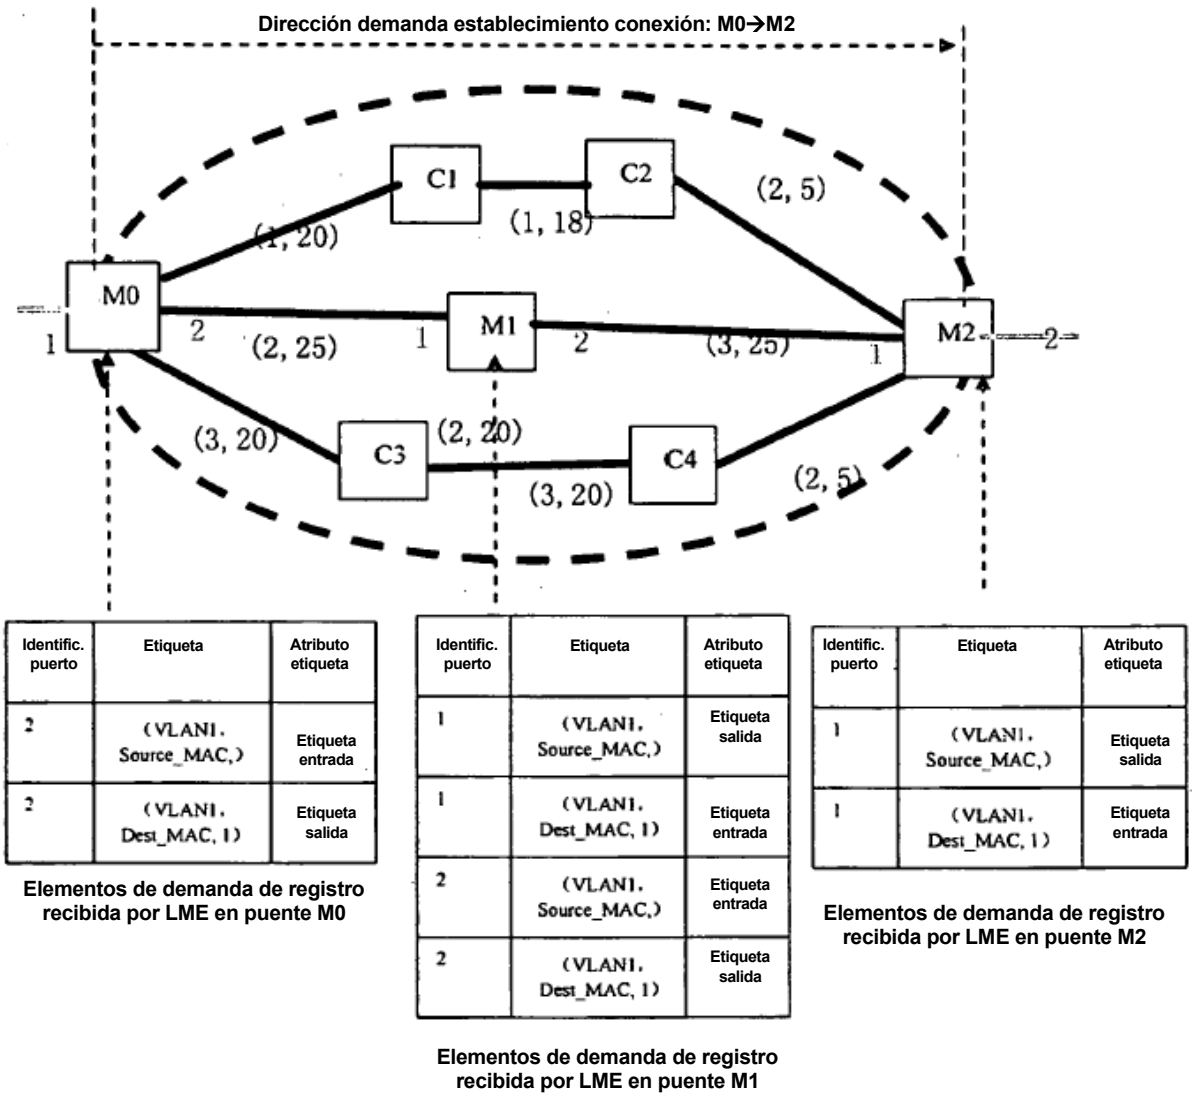 Dirección demanda establecimiento conexión: M0→M2
C1
C2
(2, 5)
(1, 18)
(1, 20)
M0
M1
M2
1
2
(2, 25)
1
2
(3, 25)
1
2
(3, 20)
(2, 20)
C3
C4
(3, 20)
(2, 5)
Identific. puerto
Etiqueta
Atributo etiqueta
2
(VLAN1, Source_MAC,)
Etiqueta entrada
2
(VLAN1, Dest_MAC, 1)
Etiqueta salida
Elementos de demanda de registro
recibida por LME en puente M0
Identific. puerto
Etiqueta
Atributo etiqueta
1
(VLAN1, Source_MAC,)
Etiqueta salida
1
(VLAN1, Dest_MAC, 1)
Etiqueta entrada
2
(VLAN1, Source_MAC,)
Etiqueta entrada
2
(VLAN1, Dest_MAC, 1)
Etiqueta salida
Elementos de demanda de registro
recibida por LME en puente M1
Identific. puerto
Etiqueta
Atributo etiqueta
1
(VLAN1, Source_MAC,)
Etiqueta salida
1
(VLAN1, Dest_MAC, 1)
Etiqueta entrada
Elementos de demanda de registro
recibida por LME en puente M2